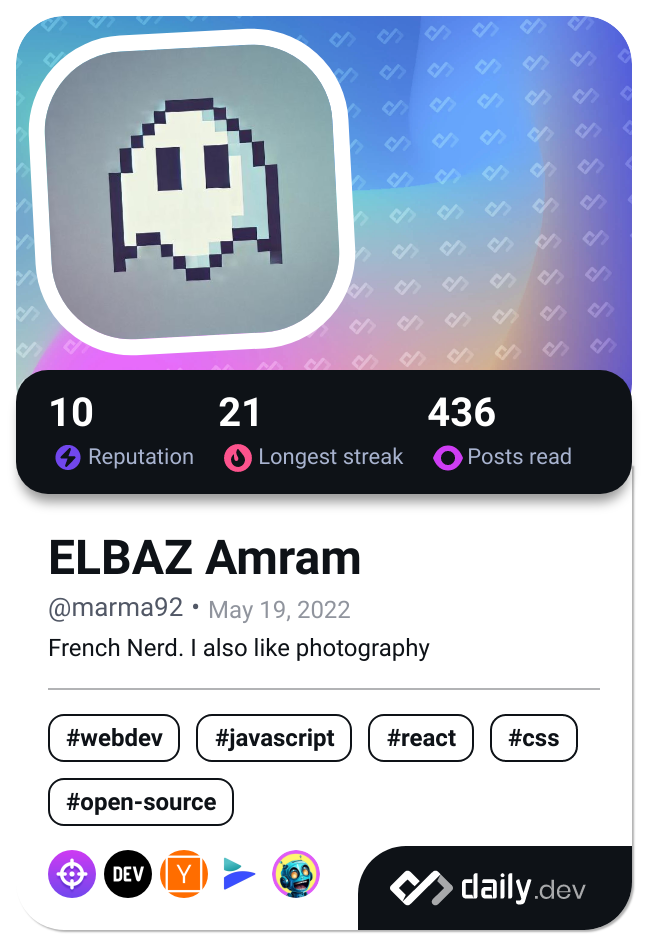 10 21 436
Reputation Longest streak Posts read
ELBAZ Amram
@marma92 • May 19, 2022
French Nerd. I also like photography
#webdev #javascript #react #css
#open-source
DEV Y
daily.dev